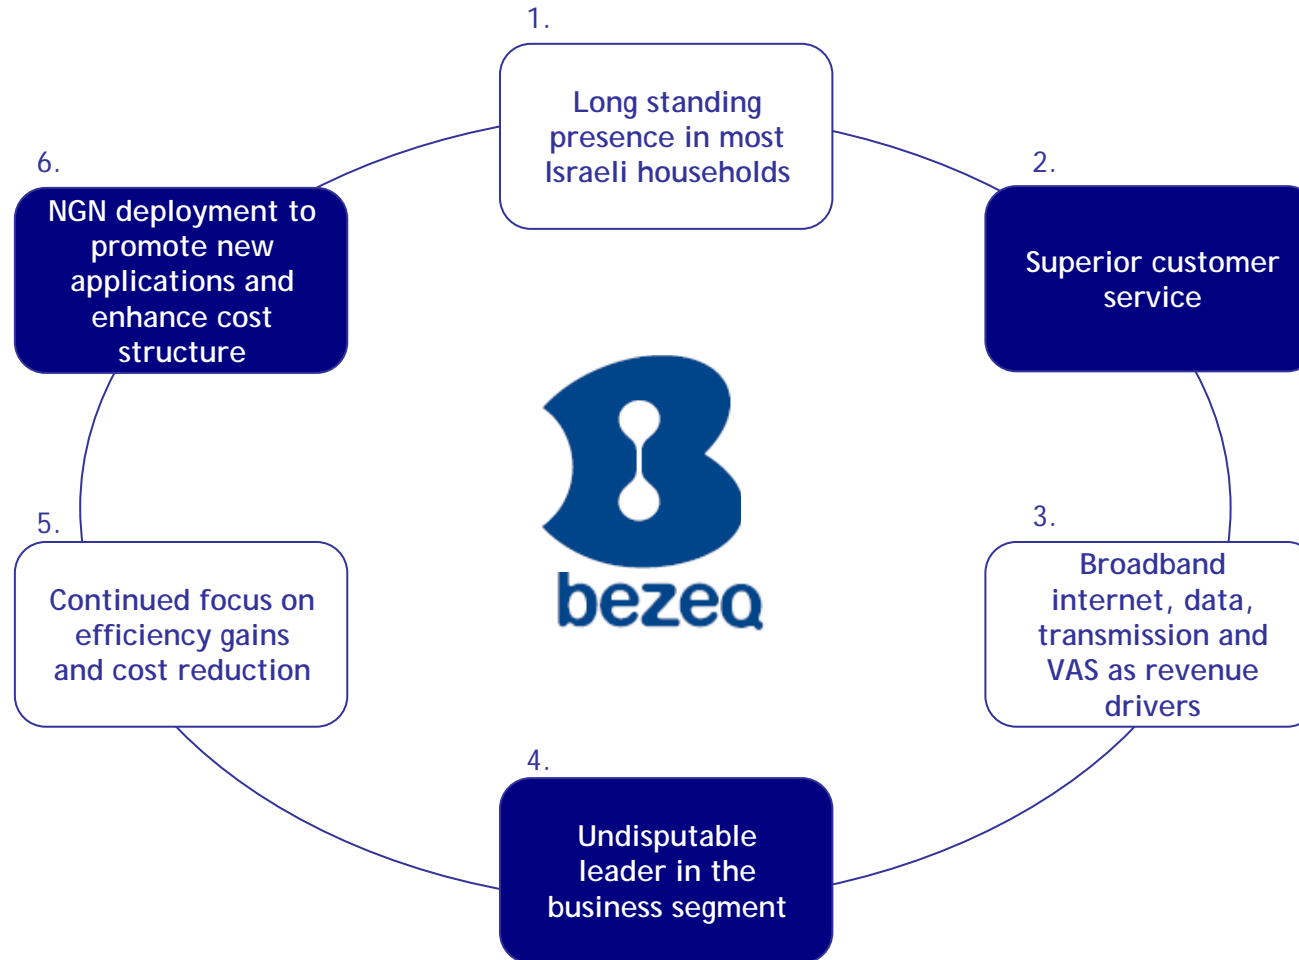 1.
Long standing
presence in most
Israeli households
2.
Superior customer
service
3.
Broadband
internet, data,
transmission and
VAS as revenue
drivers
4.
Undisputable
leader in the
business segment
5.
Continued focus on
efficiency gains
and cost reduction
6.
NGN deployment to
promote new
applications and
enhance cost
structure
bezeq